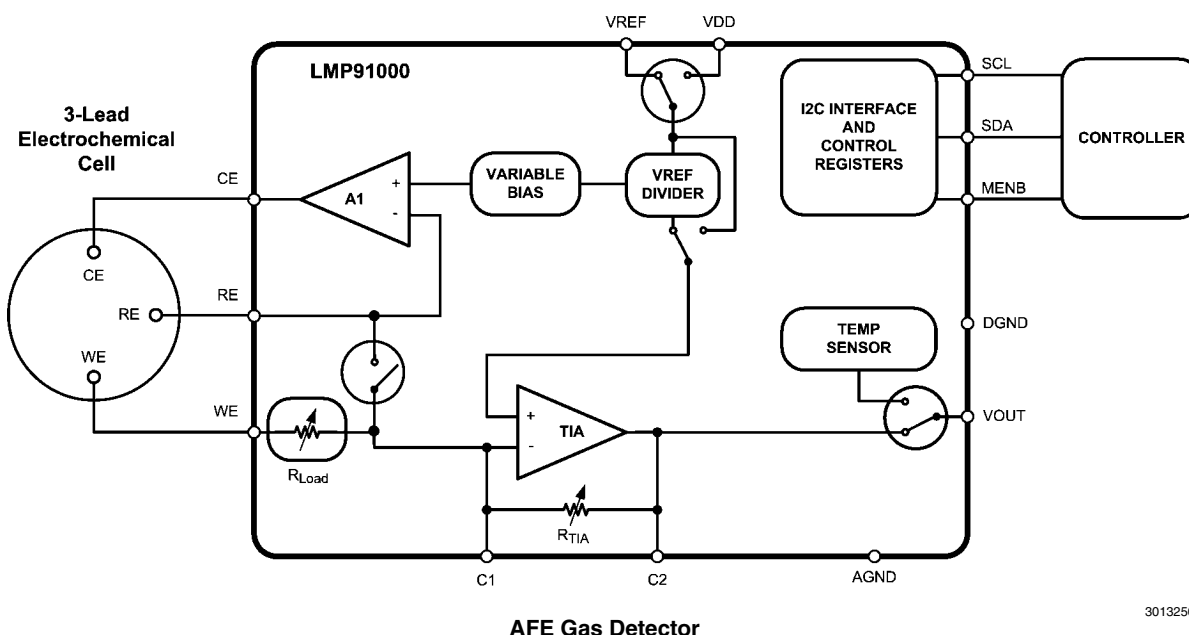 VREF
VDD
LMP91000
SCL
I2C INTERFACE
AND
CONTROL
REGISTERS
SDA
CONTROLLER
MENB
3-Lead
Electrochemical
Cell
CE
A1
+
-
VARIABLE
BIAS
VREF
DIVIDER
CE
RE
RE
WE
WE
RLoad
TEMP
SENSOR
DGND
VOUT
+
-
TIA
RTIA
C1
C2
AGND
AFE Gas Detector